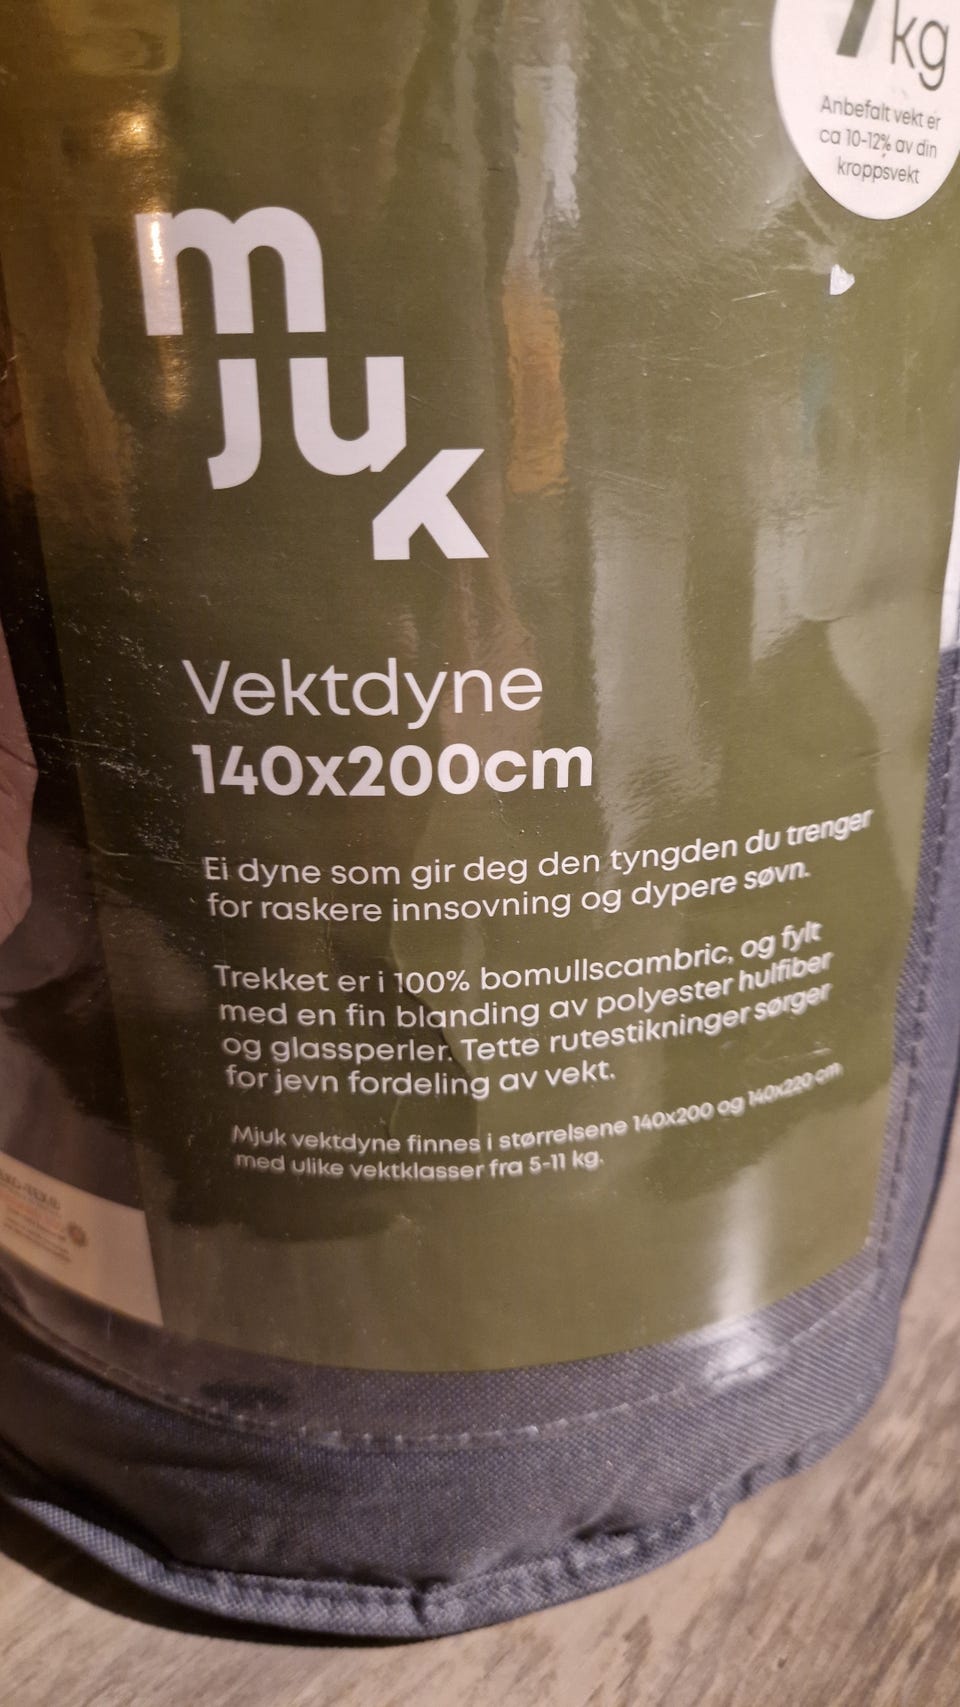 7kg
Anbefalt vekt er
ca 10-12% av din
kroppsvekt
mjuk
Vektdyne
140x200cm
Ei dyne som gir deg den tyngden du trenger
for raskere innsovning og dypere søvn.
Trekket er i 100% bomullscambric, og fylt
med en fin blanding av polyester hulfiber
og glassperler. Tette rutestikninger sørger
for jevn fordeling av vekt.
Mjuk vektdyne finnes i størrelsene 140x200 og 140x220 cm
med ulike vektklasser fra 5-11 kg.